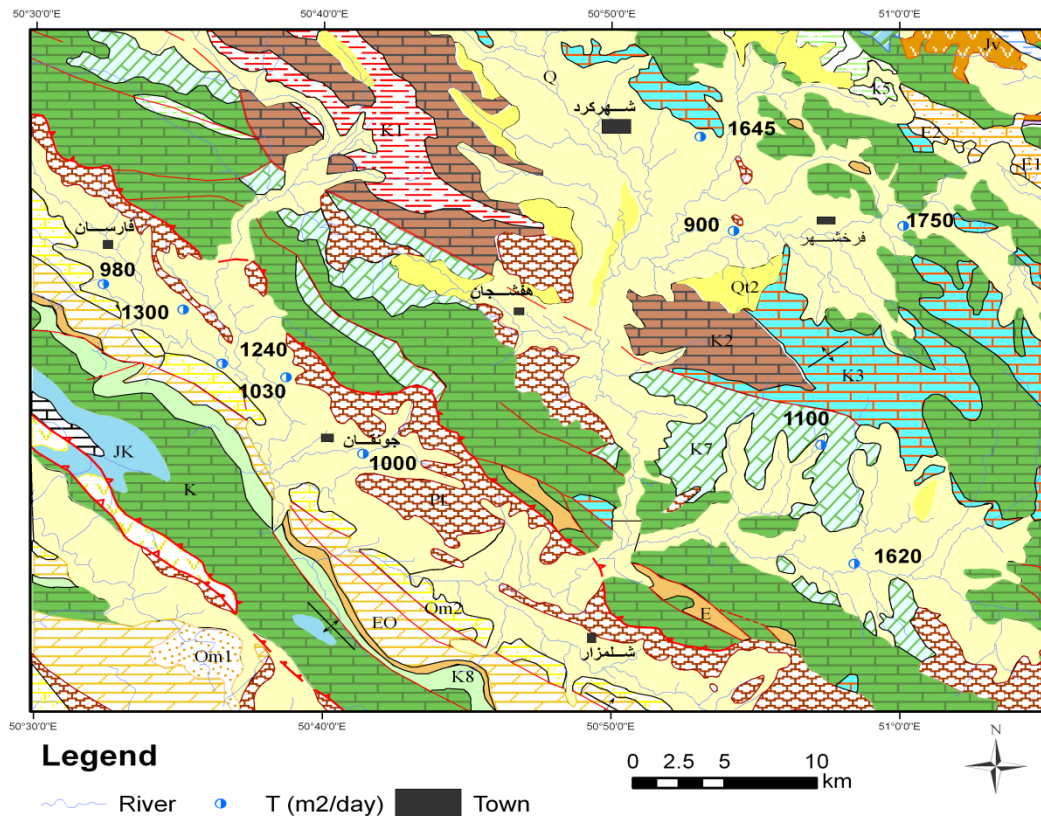 50°30'0"E
50°40'0"E
50°50'0"E
51°0'0"E
Jv
Q
k5
شهرکرد
1645
K1
E2
E1
فارسان
900
1750
فرخشهر
980
هفشجان
Qt2
1300
K2
1240
K3
1030
1100
جونقان
K7
1000
JK
K
PL
1620
Qm2
E
EO
شلمزار
Om1
K8
50°30'0"E
50°40'0"E
50°50'0"E
51°0'0"E
Legend
N
0 2.5 5 10
km
River
T (m2/day)
Town